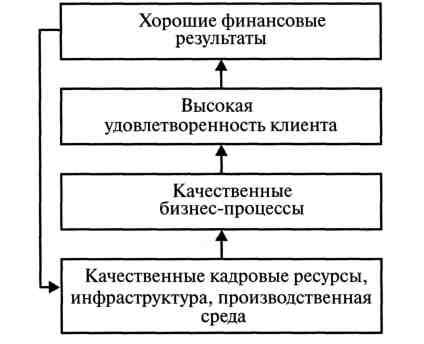 Хорошие финансовые
результаты
Высокая
удовлетворенность клиента
Качественные
бизнес-процессы
Качественные кадровые ресурсы,
инфраструктура, производственная
среда